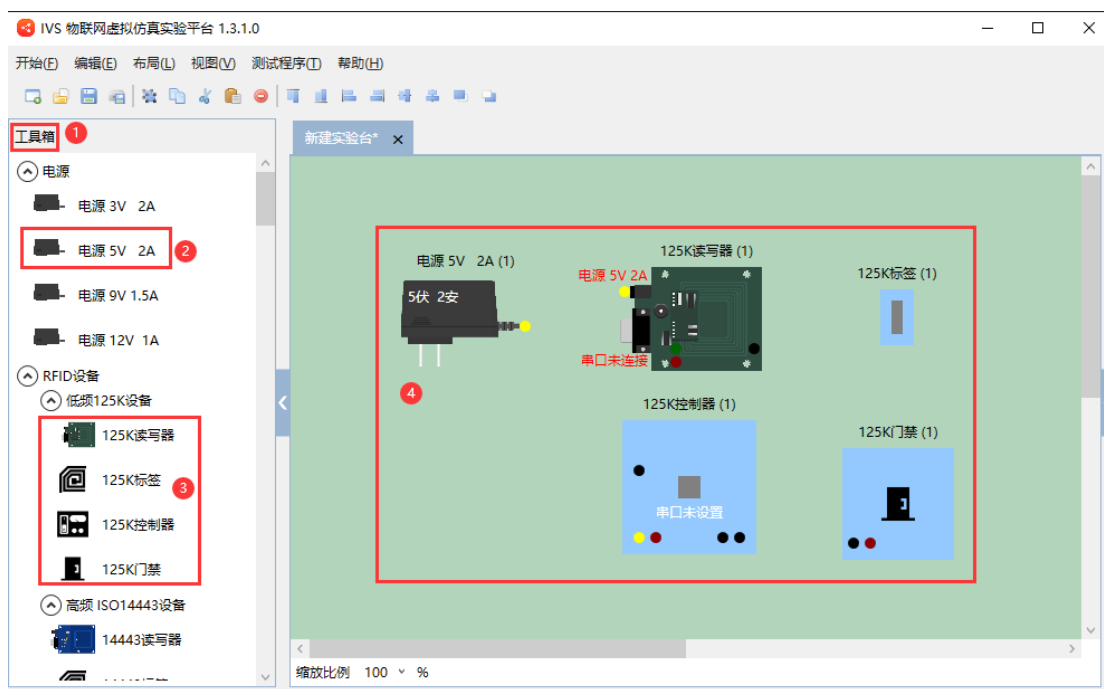 IVS 物联网虚拟仿真实验平台 1.3.1.0
开始(F) 编辑(E) 布局(L) 视图(V) 测试程序(T) 帮助(H)
工具箱 1
新建实验台*
电源
电源 3V 2A
电源 5V 2A 2
电源 9V 1.5A
电源 12V 1A
RFID设备
低频125K设备
125K读写器
125K标签
3
125K控制器
125K门禁
高频 ISO14443设备
14443读写器
电源 5V 2A (1)
5伏 2安
4
125K读写器 (1)
电源 5V 2A
串口未连接
125K标签 (1)
125K控制器 (1)
串口未设置
125K门禁 (1)
缩放比例 100 %